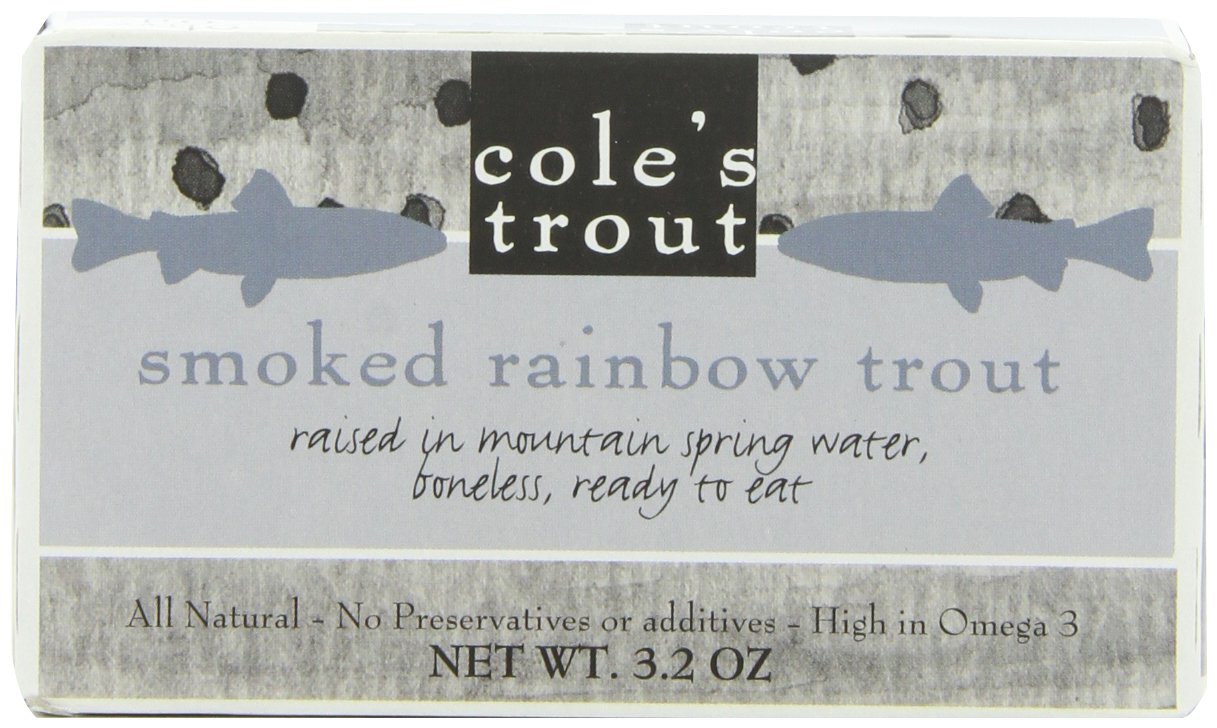 cole's
trout
smoked rainbow trout
raised in mountain spring water,
boneless, ready to eat
All Natural - No Preservatives or additives - High in Omega 3
NET WT. 3.2 OZ